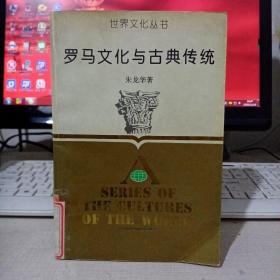 世界文化丛书
罗马文化与古典传统
朱龙华著
A
SERIES OF
THE CULTURES
OF THE WORLD